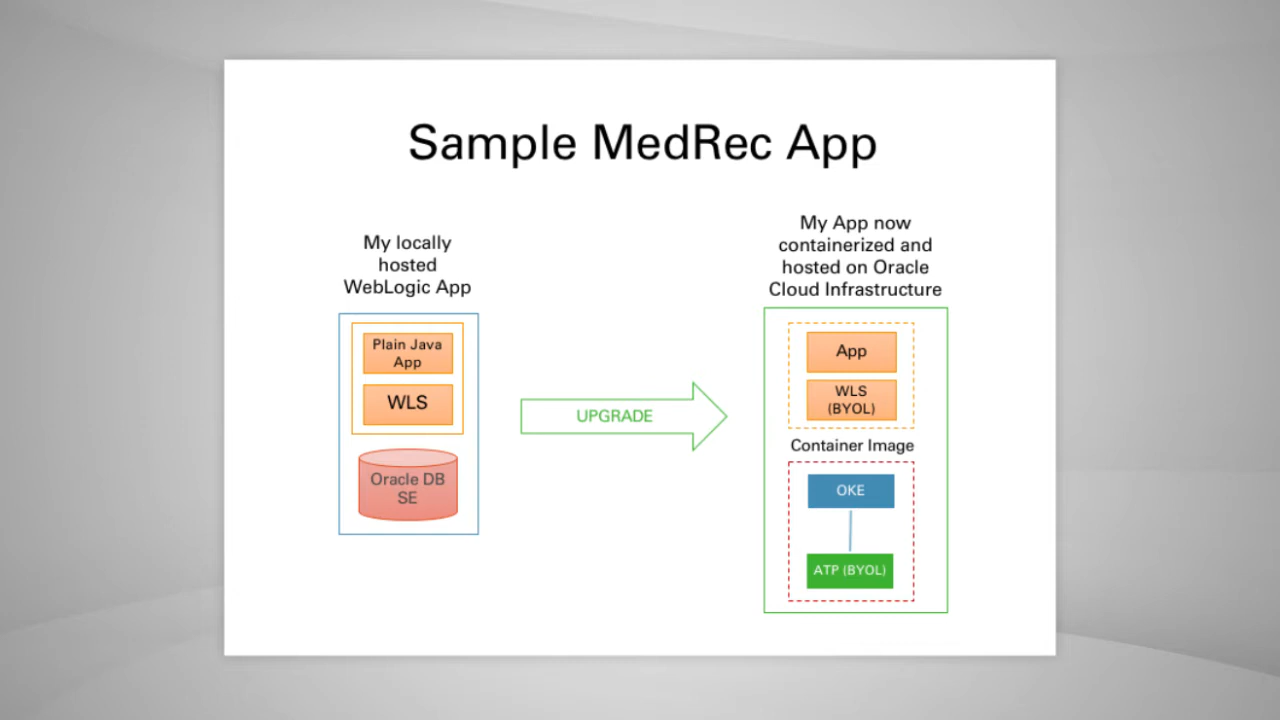 Sample MedRec App
My locally
hosted
WebLogic App
Plain Java
App
WLS
Oracle DB
SE
UPGRADE
My App now
containerized and
hosted on Oracle
Cloud Infrastructure
App
WLS
(BYOL)
Container Image
OKE
ATP (BYOL)